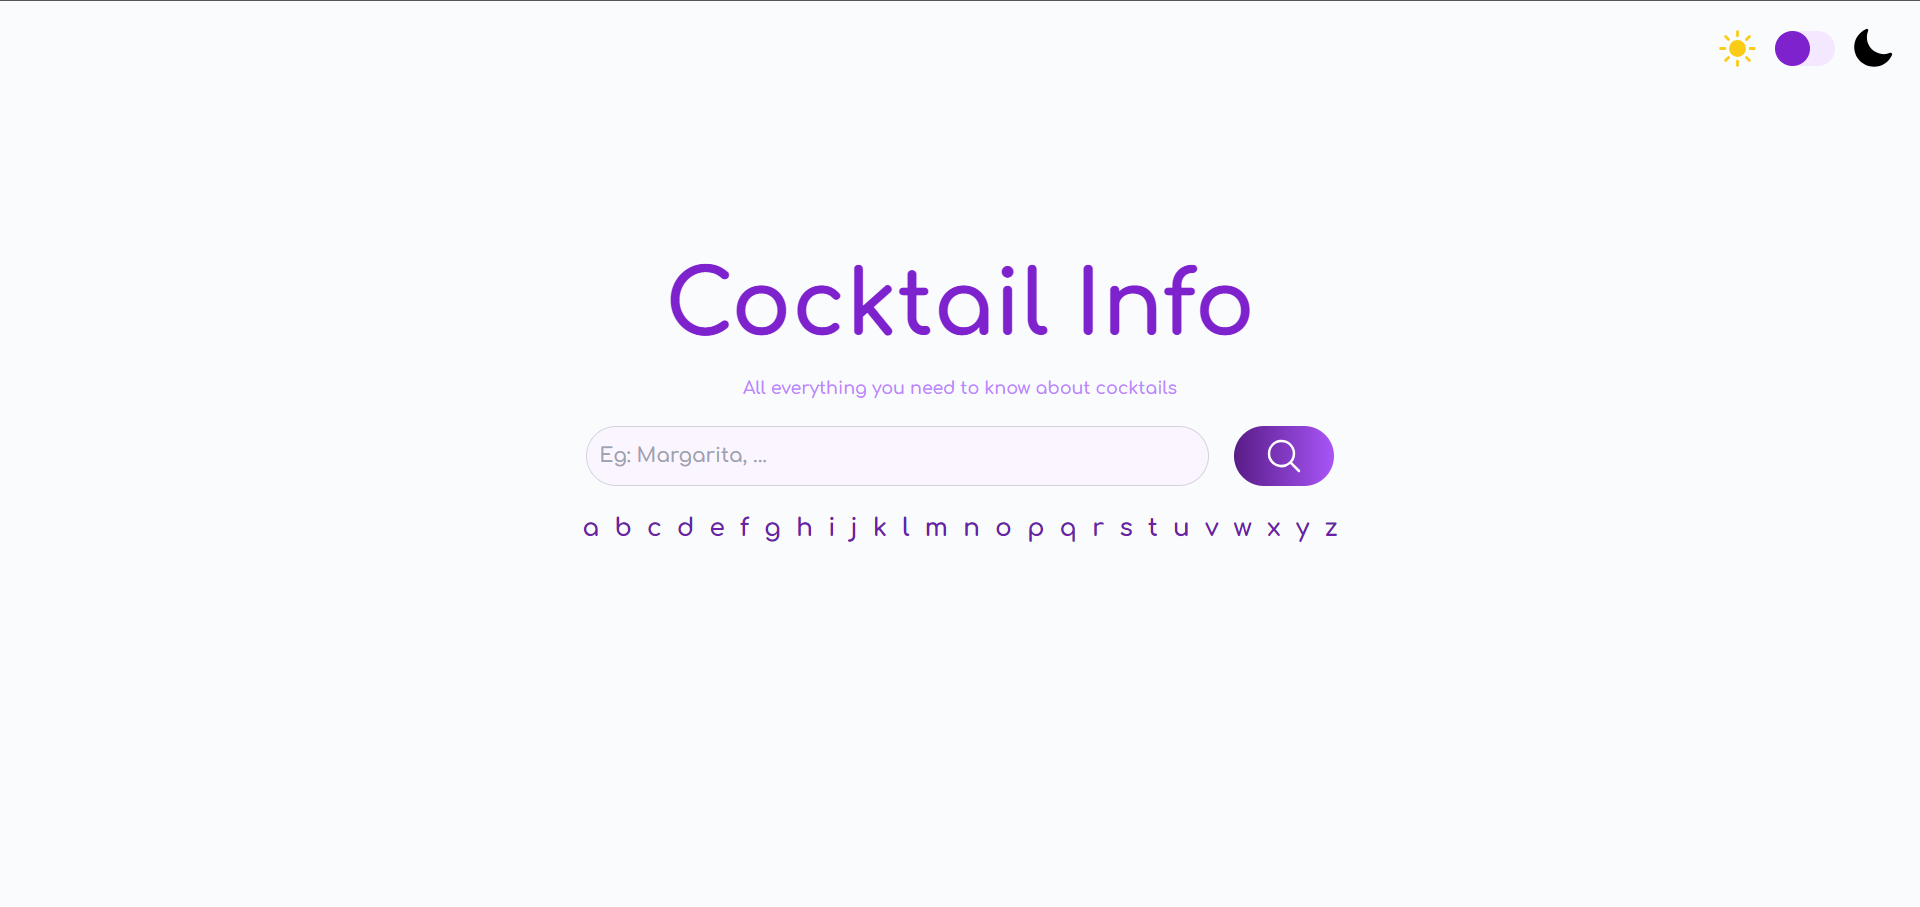 Cocktail Info
All everything you need to know about cocktails
Eg: Margarita, ...
a b c d e f g h i j k l m n o p q r s t u v w x y z